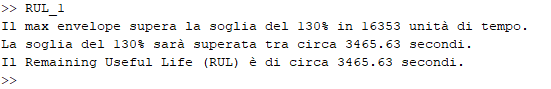 >> RUL_1
Il max envelope supera la soglia del 130% in 16353 unità di tempo.
La soglia del 130% sarà superata tra circa 3465.63 secondi.
Il Remaining Useful Life (RUL) è di circa 3465.63 secondi.
>>